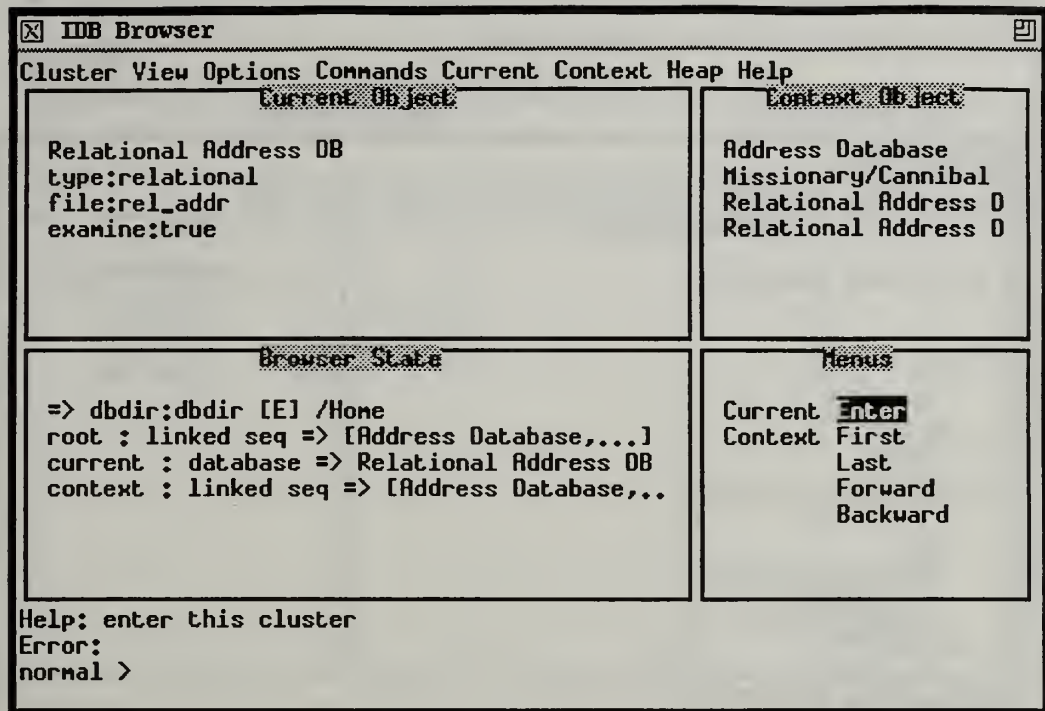 IDB Browser
Cluster View Options Commands Current Context Heap Help
Current Object
Relational Address DB
type:relational
file:rel_addr
examine:true
Context Object
Address Database
Missionary/Cannibal
Relational Address D
Relational Address D
Browser State
=> dbdir:dbdir [E] /Home
root : linked seq => [Address Database,...]
current : database => Relational Address DB
context : linked seq => [Address Database,..
Menus
Current Enter
Context First
Last
Forward
Backward
Help: enter this cluster
Error:
normal >